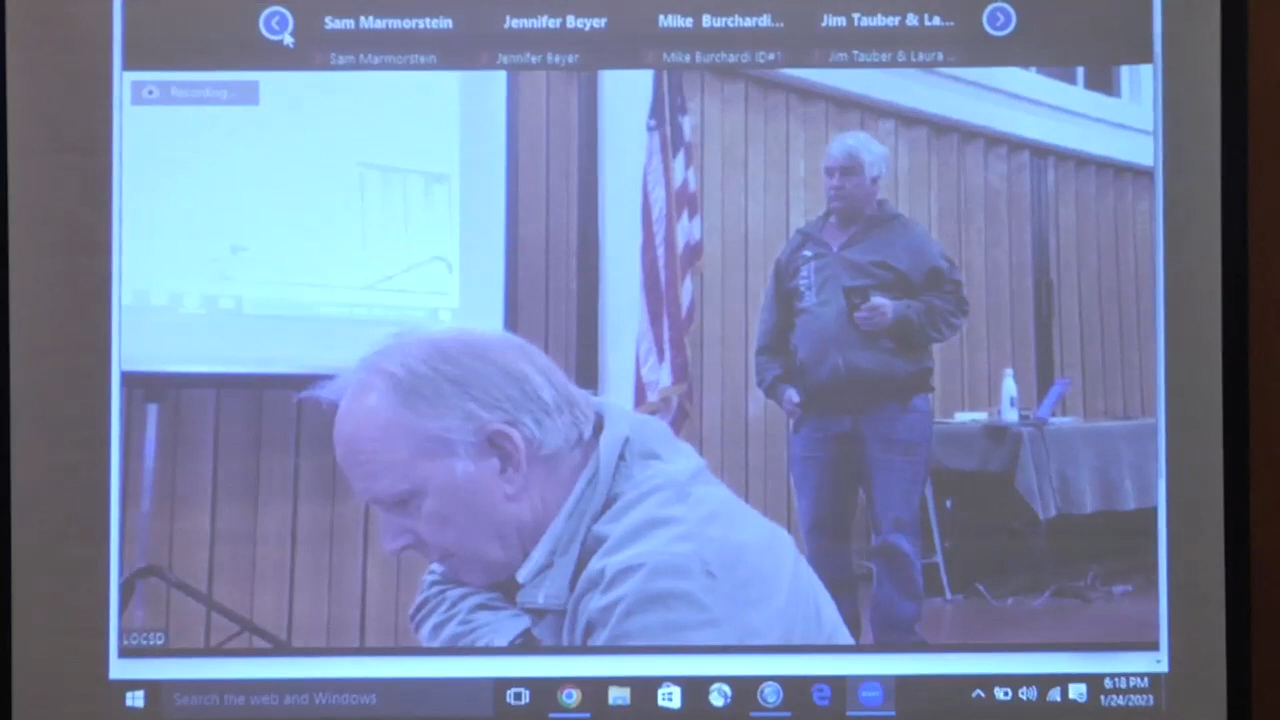 Sam Marmorstein Jennifer Beyer Mike Burchardi... Jim Tauber & La...
Sam Marmorstein Jennifer Beyer Mike Burchardi ID#1 Jim Tauber & Laura ...
Recording...
LOCSD
Search the web and Windows
zoom
6:18 PM
1/24/2023